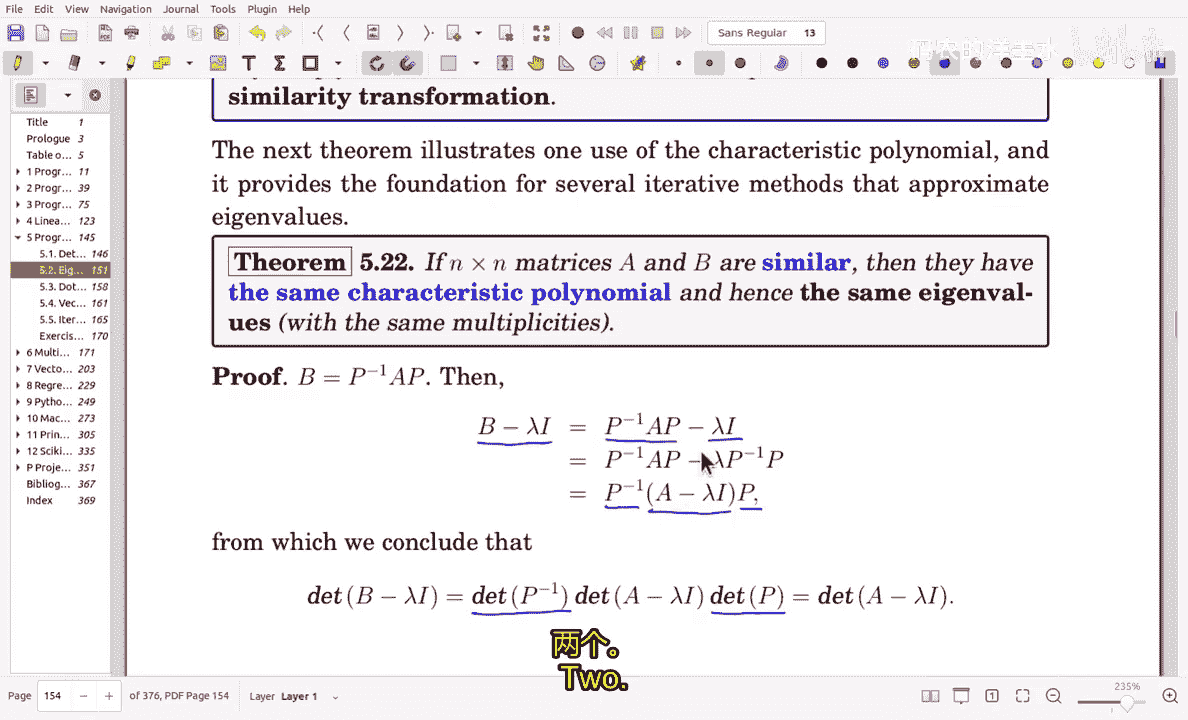 File Edit View Navigation Journal Tools Plugin Help
Sans Regular 13
Title 1
Prologue 3
Table o... 5
1 Progr... 11
2 Progr... 39
3 Progr... 75
4 Linea... 123
5 Progr... 145
5.1. Det... 146
5.2. Eig... 151
5.3. Dot... 158
5.4. Vec... 161
5.5. Iter... 165
Exercis... 170
6 Multi... 171
7 Vecto... 203
8 Regre... 229
9 Pytho... 249
10 Mac... 273
11 Prin... 305
12 Sciki... 335
P Proje... 351
Bibliog... 367
Index 369
similarity transformation.
The next theorem illustrates one use of the characteristic polynomial, and
it provides the foundation for several iterative methods that approximate
eigenvalues.
Theorem 5.22. If n × n matrices A and B are similar, then they have
the same characteristic polynomial and hence the same eigenval-
ues (with the same multiplicities).
Proof. B = P⁻¹AP. Then,
B − λI = P⁻¹AP − λI
= P⁻¹AP − λP⁻¹P
= P⁻¹(A − λI)P,
from which we conclude that
det(B − λI) = det(P⁻¹) det(A − λI) det(P) = det(A − λI).
两个。
Two.
Page 154 − + of 376, PDF Page 154 Layer Layer 1 235%